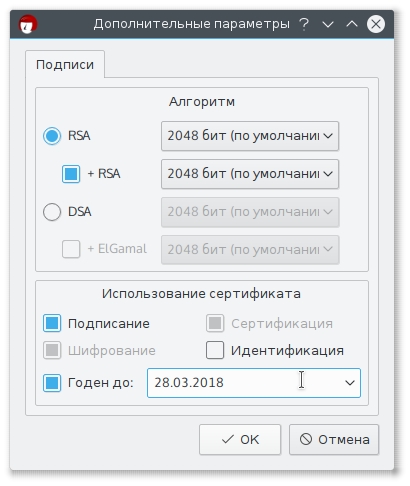 Дополнительные параметры ?
Подписи
Алгоритм
RSA 2048 бит (по умолчани
+ RSA 2048 бит (по умолчани
DSA 2048 бит (по умолчани
+ ElGamal 2048 бит (по умолчани
Использование сертификата
Подписание Сертификация
Шифрование Идентификация
Годен до: 28.03.2018
OK Отмена